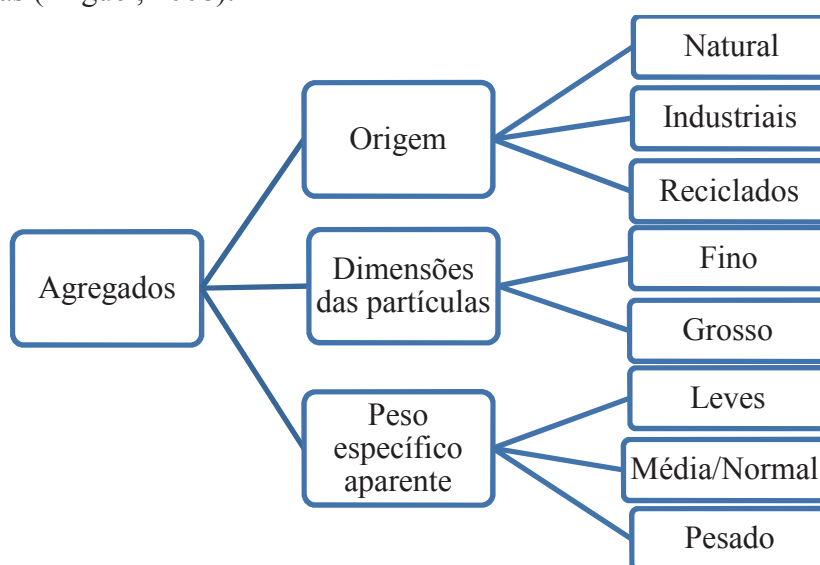 Natural
Origem
Industriais
Reciclados
Agregados
Dimensões
das partículas
Fino
Grosso
Peso
específico
aparente
Leves
Média/Normal
Pesado